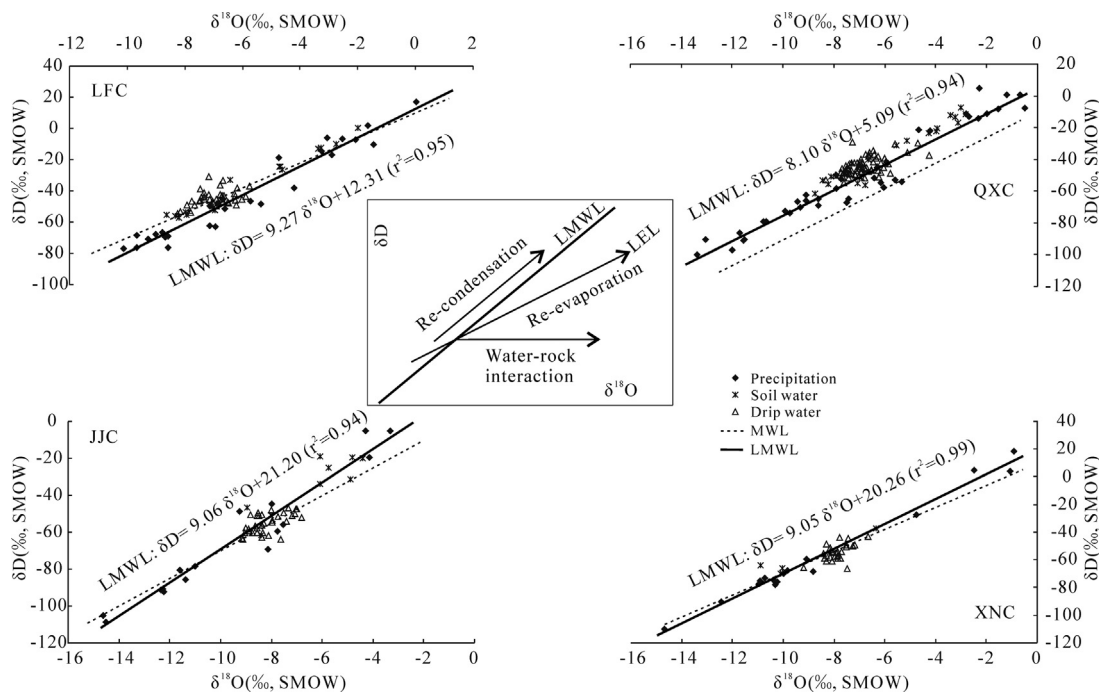 δ¹⁸O(‰, SMOW)
-12 -10 -8 -6 -4 -2 0 2
40
20
0
-20
-40
-60
-80
-100
δD(‰, SMOW)
LFC
LMWL: δD= 9.27 δ¹⁸O+12.31 (r²=0.95)
δ¹⁸O(‰, SMOW)
-16 -14 -12 -10 -8 -6 -4 -2 0
20
0
-20
-40
-60
-80
-100
-120
δD(‰, SMOW)
QXC
LMWL: δD= 8.10 δ¹⁸O+5.09 (r²=0.94)
δD
LMWL
LEL
Re-condensation
Re-evaporation
Water-rock
interaction
δ¹⁸O
Precipitation
Soil water
Drip water
MWL
LMWL
0
-20
-40
-60
-80
-100
-120
δD(‰, SMOW)
JJC
LMWL: δD= 9.06 δ¹⁸O+21.20 (r²=0.94)
-16 -14 -12 -10 -8 -6 -4 -2 0
δ¹⁸O(‰, SMOW)
40
20
0
-20
-40
-60
-80
-100
-120
δD(‰, SMOW)
XNC
LMWL: δD= 9.05 δ¹⁸O+20.26 (r²=0.99)
-16 -14 -12 -10 -8 -6 -4 -2 0
δ¹⁸O(‰, SMOW)